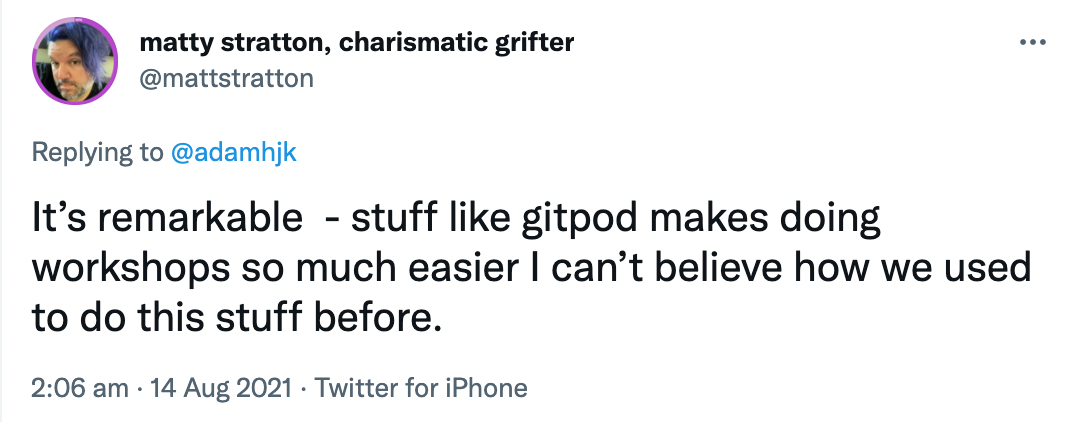 matty stratton, charismatic grifter
@mattstratton
Replying to @adamhjk
It’s remarkable  - stuff like gitpod makes doing
workshops so much easier I can’t believe how we used
to do this stuff before.
2:06 am · 14 Aug 2021 · Twitter for iPhone